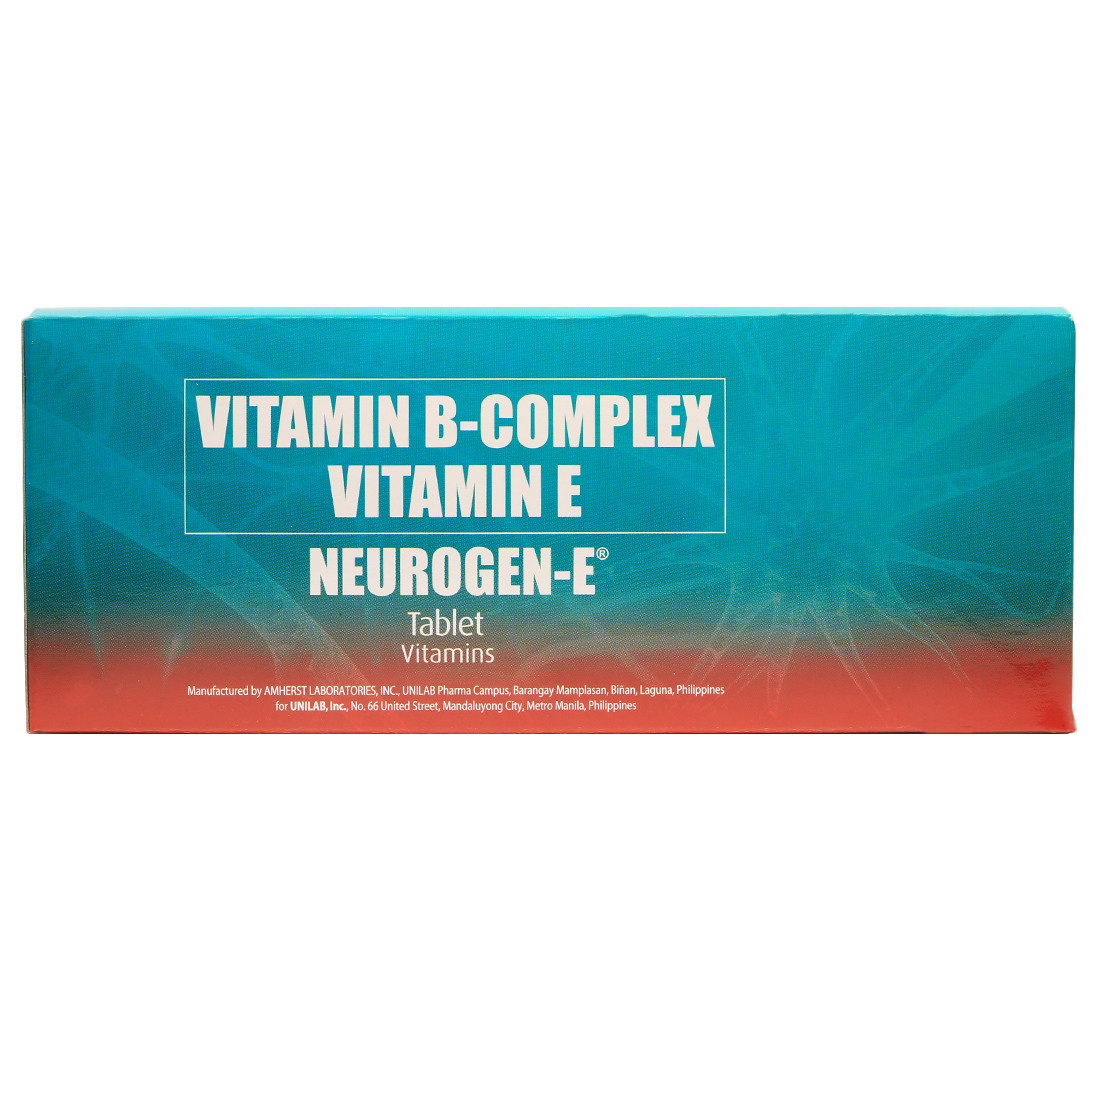 VITAMIN B-COMPLEX
VITAMIN E
NEUROGEN-E®
Tablet
Vitamins
Manufactured by AMHERST LABORATORIES, INC., UNILAB Pharma Campus, Barangay Mamplasan, Biñan, Laguna, Philippines
for UNILAB, Inc., No. 66 United Street, Mandaluyong City, Metro Manila, Philippines